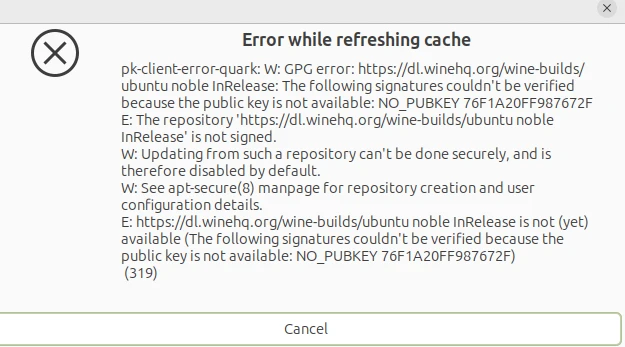 Error while refreshing cache
pk-client-error-quark: W: GPG error: https://dl.winehq.org/wine-builds/
ubuntu noble InRelease: The following signatures couldn't be verified
because the public key is not available: NO_PUBKEY 76F1A20FF987672F
E: The repository 'https://dl.winehq.org/wine-builds/ubuntu noble
InRelease' is not signed.
W: Updating from such a repository can't be done securely, and is
therefore disabled by default.
W: See apt-secure(8) manpage for repository creation and user
configuration details.
E: https://dl.winehq.org/wine-builds/ubuntu noble InRelease is not (yet)
available (The following signatures couldn't be verified because the
public key is not available: NO_PUBKEY 76F1A20FF987672F)
(319)
Cancel